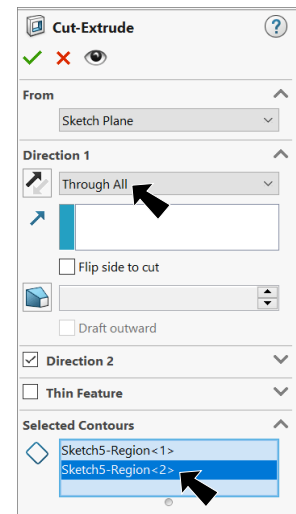 Cut-Extrude
?
From
Sketch Plane
Direction 1
Through All
Flip side to cut
Draft outward
Direction 2
Thin Feature
Selected Contours
Sketch5-Region<1>
Sketch5-Region<2>